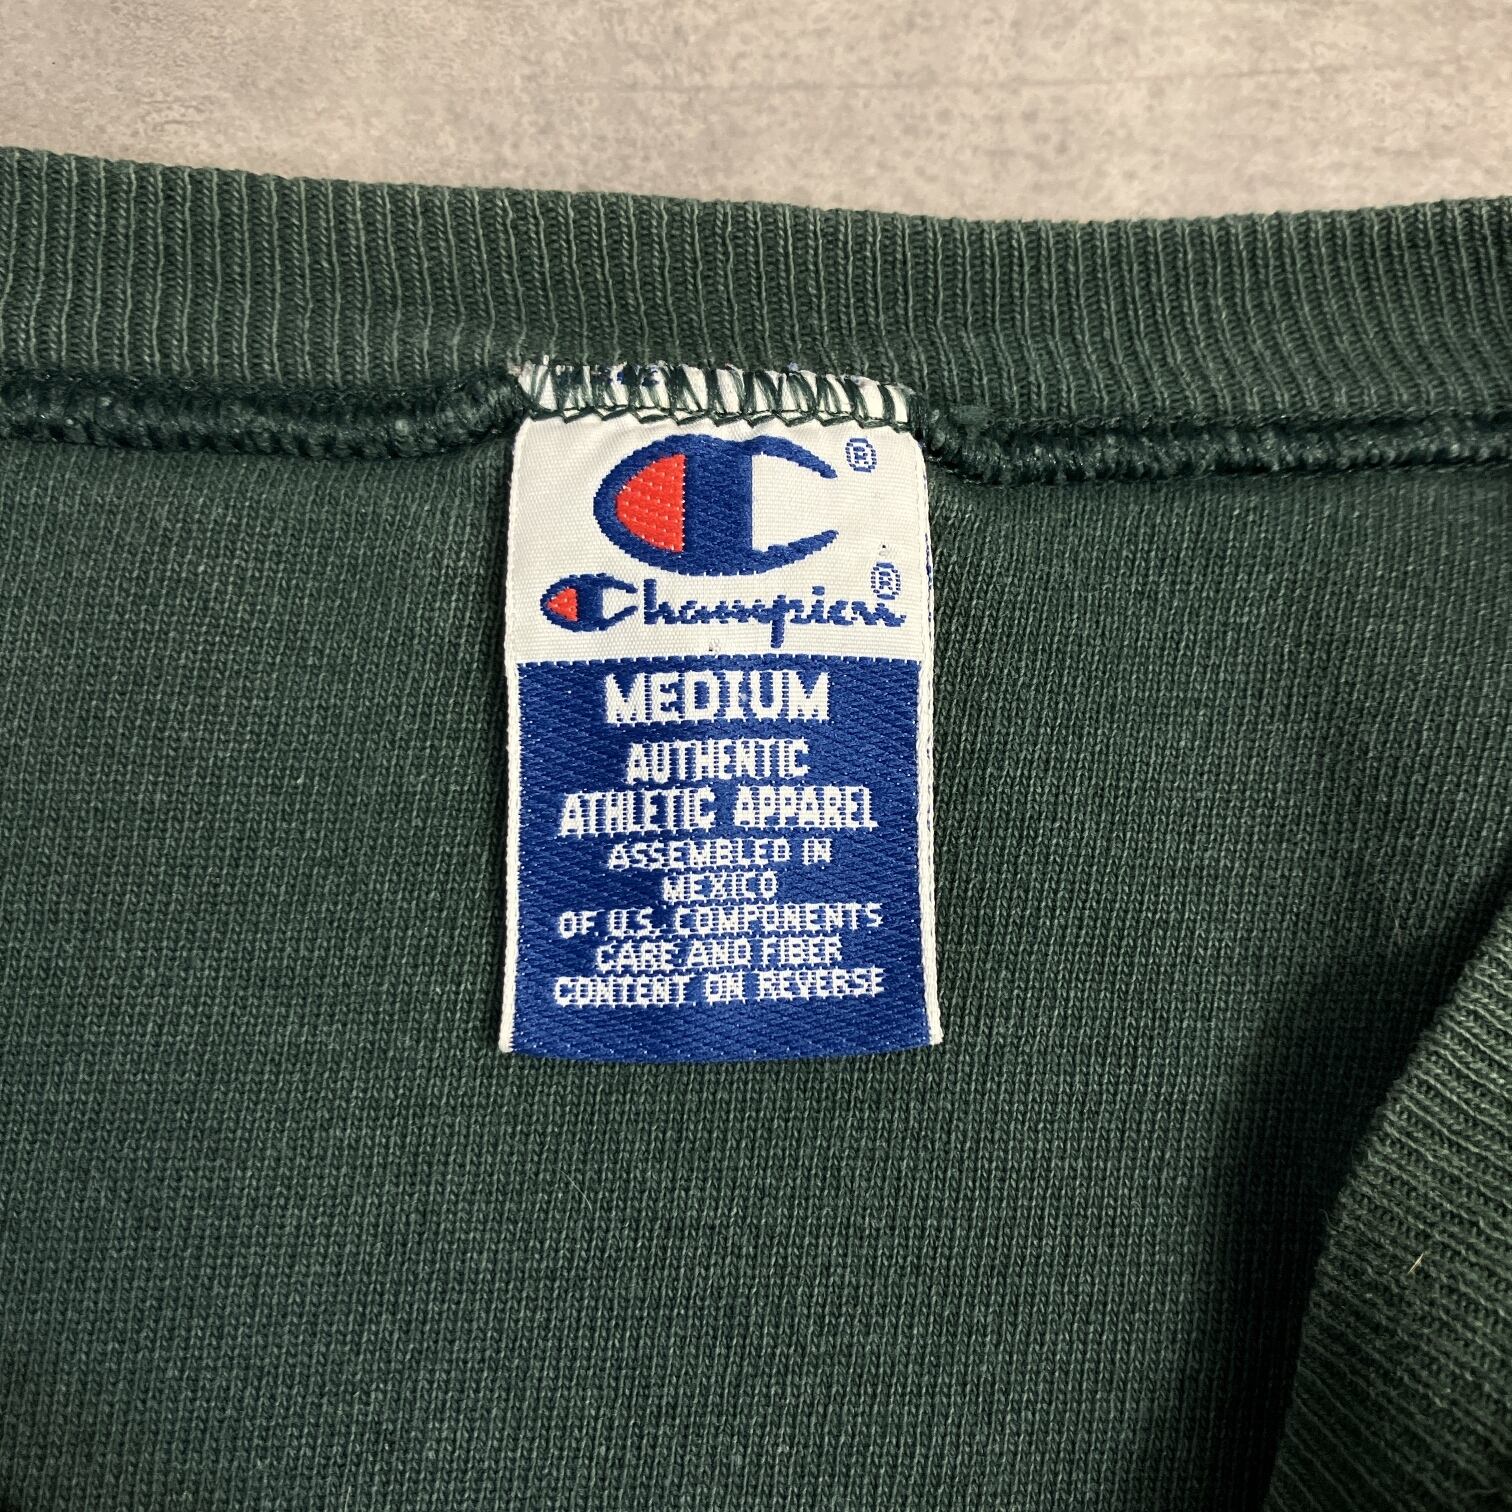 ®
Champion®
MEDIUM
AUTHENTIC
ATHLETIC APPAREL
ASSEMBLED IN
MEXICO
OF U.S. COMPONENTS
CARE AND FIBER
CONTENT ON REVERSE